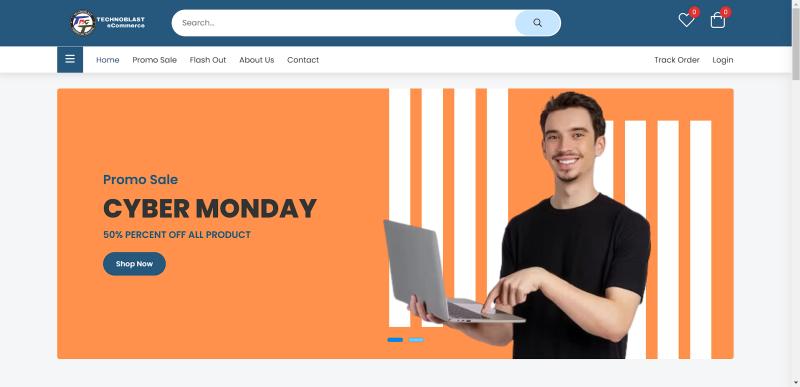 TECHNOBLAST
eCommerce
Search...
0
0
Home
Promo Sale
Flash Out
About Us
Contact
Track Order
Login
Promo Sale
CYBER MONDAY
50% PERCENT OFF ALL PRODUCT
Shop Now